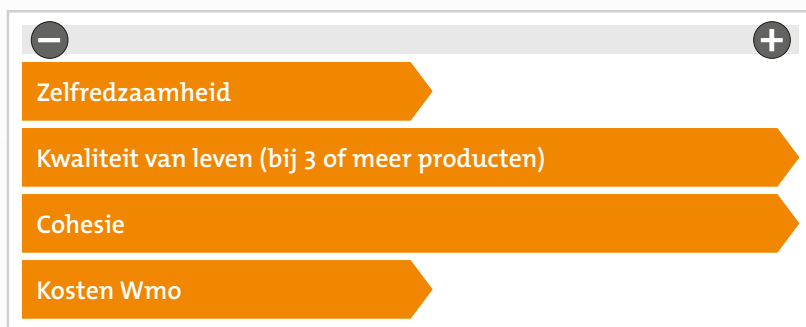 − +
Zelfredzaamheid
Kwaliteit van leven (bij 3 of meer producten)
Cohesie
Kosten Wmo